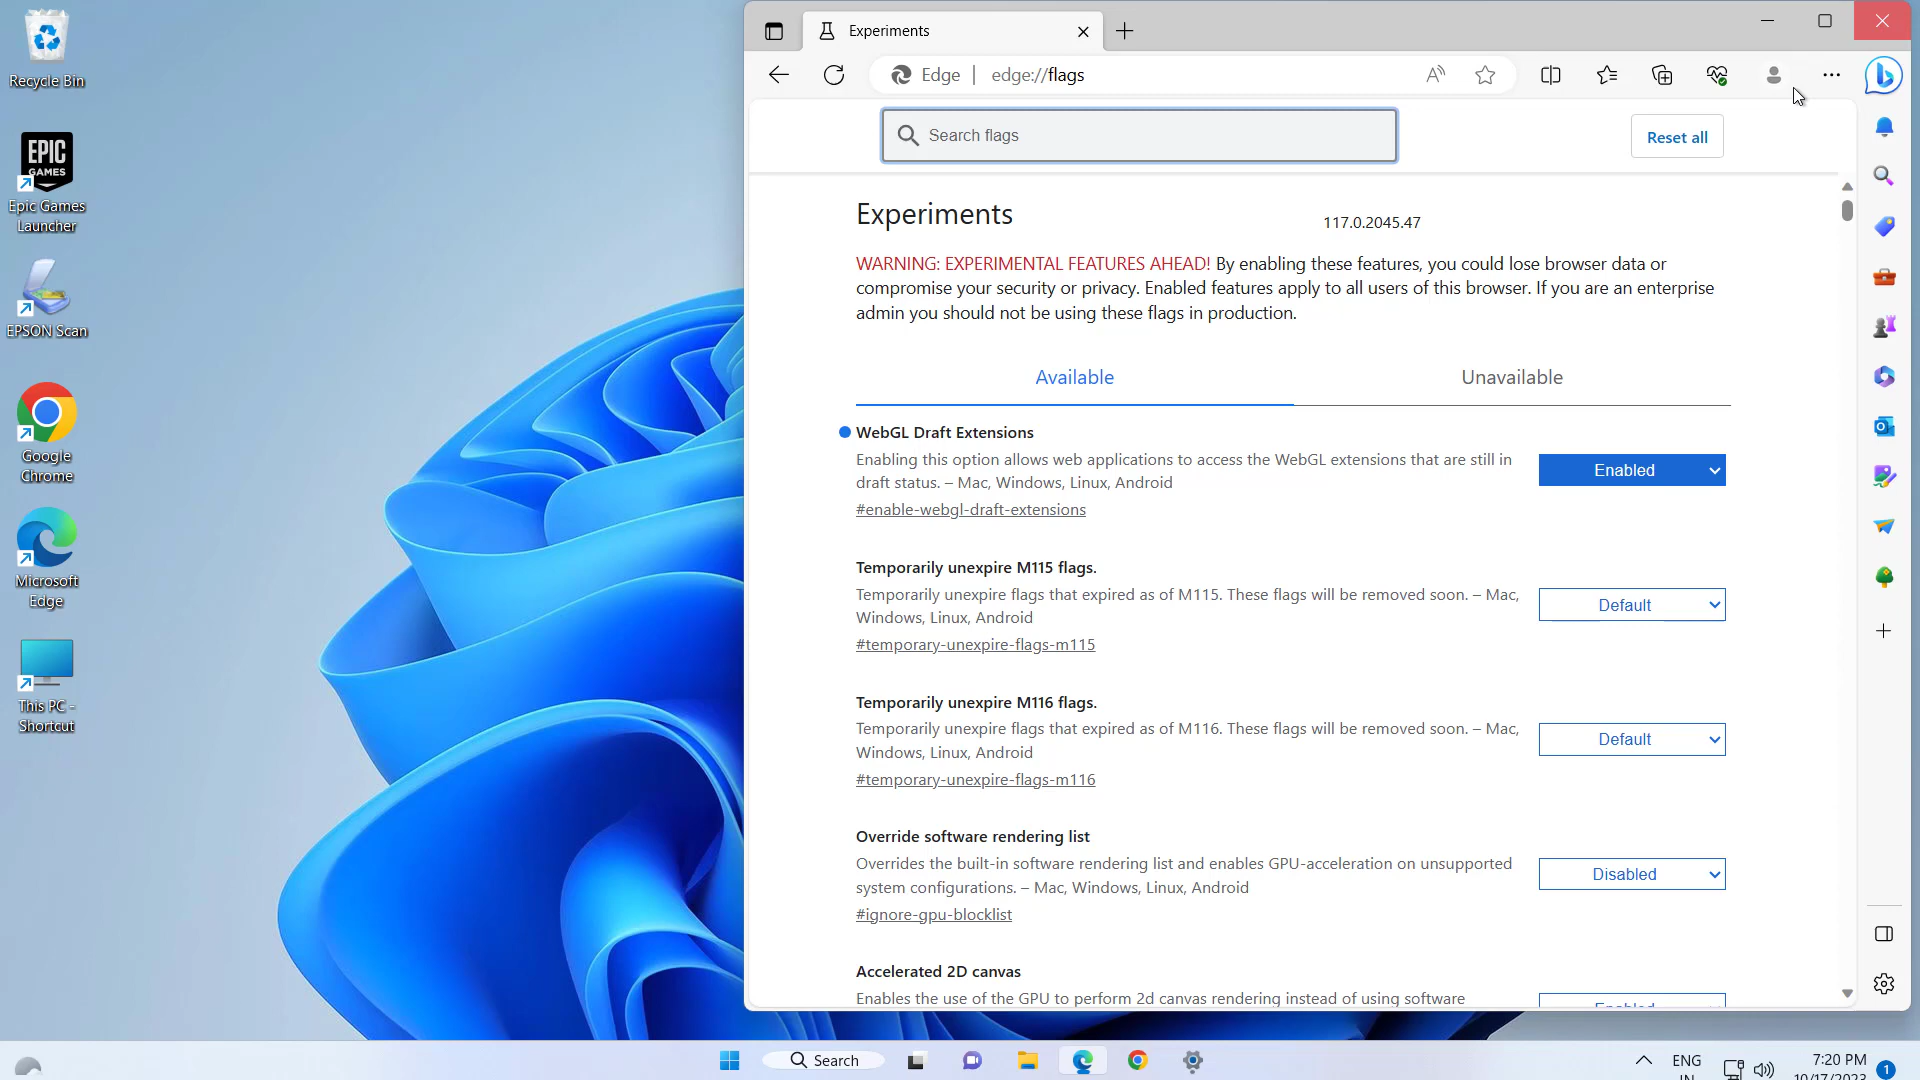 Recycle Bin
EPIC
GAMES
Epic Games
Launcher
EPSON Scan
Google
Chrome
Microsoft
Edge
This PC -
Shortcut
Experiments
Edge
edge://flags
Search flags
Reset all
Experiments
117.0.2045.47
WARNING: EXPERIMENTAL FEATURES AHEAD! By enabling these features, you could lose browser data or
compromise your security or privacy. Enabled features apply to all users of this browser. If you are an enterprise
admin you should not be using these flags in production.
Available
Unavailable
WebGL Draft Extensions
Enabling this option allows web applications to access the WebGL extensions that are still in
draft status. – Mac, Windows, Linux, Android
#enable-webgl-draft-extensions
Enabled
Temporarily unexpire M115 flags.
Temporarily unexpire flags that expired as of M115. These flags will be removed soon. – Mac,
Windows, Linux, Android
#temporary-unexpire-flags-m115
Default
Temporarily unexpire M116 flags.
Temporarily unexpire flags that expired as of M116. These flags will be removed soon. – Mac,
Windows, Linux, Android
#temporary-unexpire-flags-m116
Default
Override software rendering list
Overrides the built-in software rendering list and enables GPU-acceleration on unsupported
system configurations. – Mac, Windows, Linux, Android
#ignore-gpu-blocklist
Disabled
Accelerated 2D canvas
Enables the use of the GPU to perform 2d canvas rendering instead of using software
Enabled
Search
ENG
IN
7:20 PM
10/17/2023
1